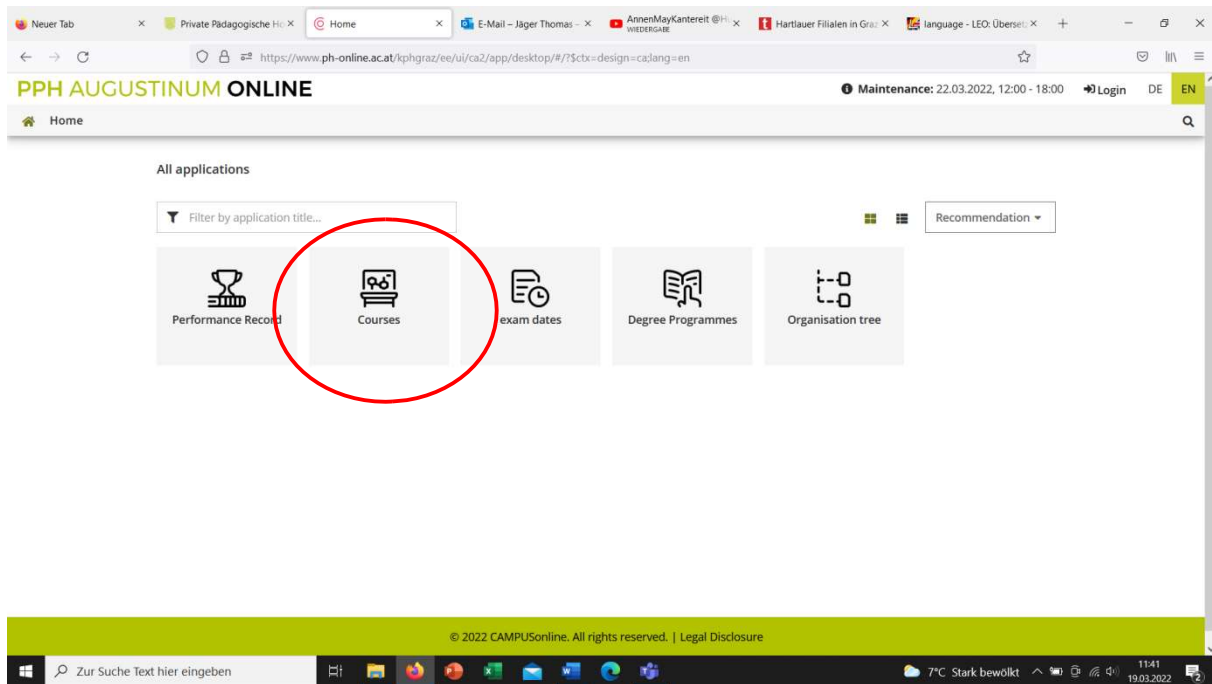 Neuer Tab
Private Pädagogische Ho
Home
E-Mail – Jäger Thomas –
AnnenMayKantereit @H
WIEDERGABE
Hartlauer Filialen in Graz
language - LEO: Überset
https://www.ph-online.ac.at/kphgraz/ee/ui/ca2/app/desktop/#/?$ctx=design=ca;lang=en
PPH AUGUSTINUM ONLINE
Maintenance: 22.03.2022, 12:00 - 18:00
Login
DE
EN
Home
All applications
Filter by application title...
Recommendation
Performance Record
Courses
exam dates
Degree Programmes
Organisation tree
© 2022 CAMPUSonline. All rights reserved. | Legal Disclosure
Zur Suche Text hier eingeben
7°C Stark bewölkt
11:41
19.03.2022